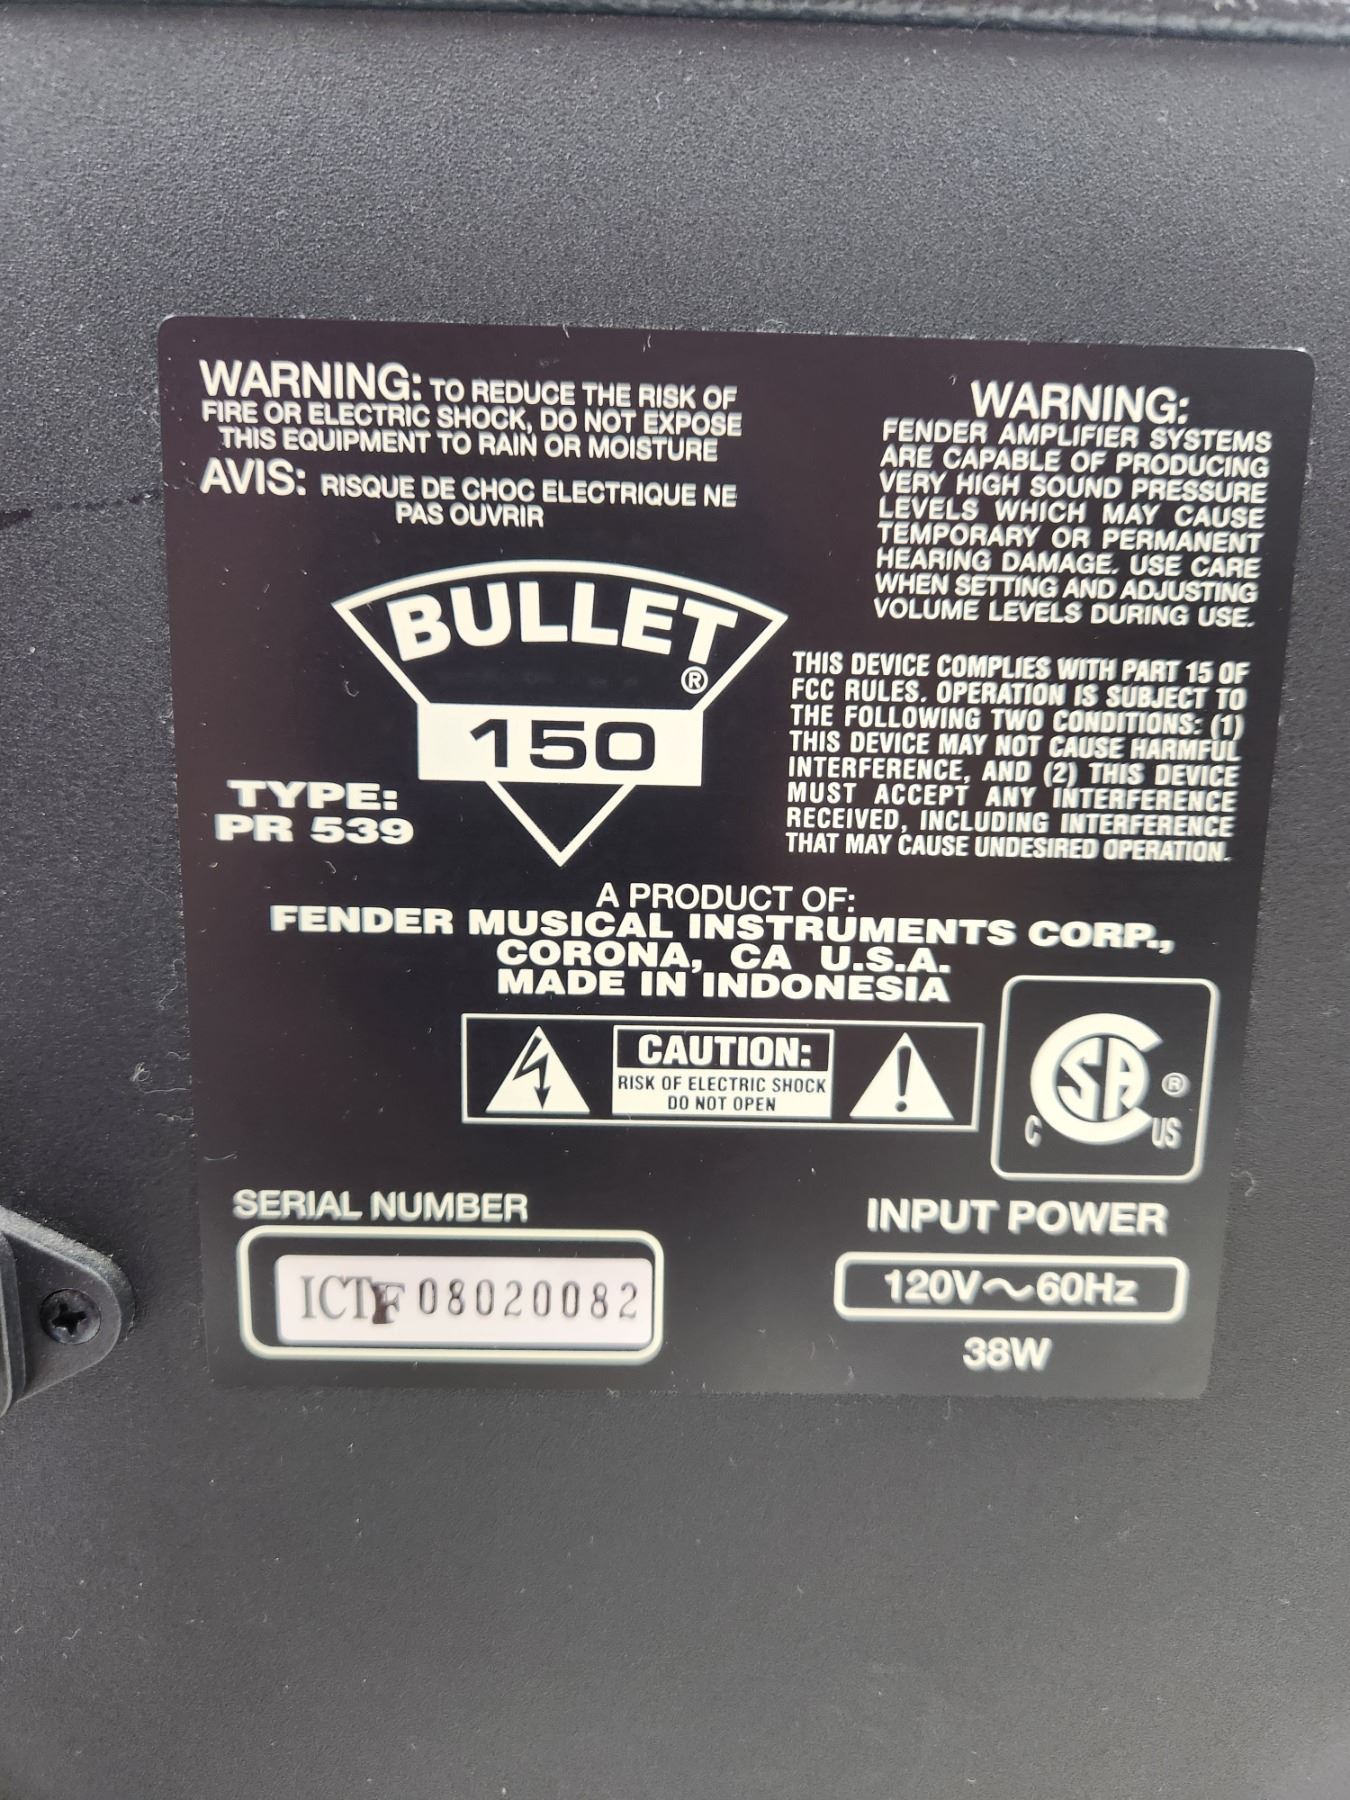 WARNING: TO REDUCE THE RISK OF
FIRE OR ELECTRIC SHOCK, DO NOT EXPOSE
THIS EQUIPMENT TO RAIN OR MOISTURE
AVIS: RISQUE DE CHOC ELECTRIQUE NE
PAS OUVRIR
WARNING:
FENDER AMPLIFIER SYSTEMS
ARE CAPABLE OF PRODUCING
VERY HIGH SOUND PRESSURE
LEVELS WHICH MAY CAUSE
TEMPORARY OR PERMANENT
HEARING DAMAGE. USE CARE
WHEN SETTING AND ADJUSTING
VOLUME LEVELS DURING USE.
BULLET
®
150
TYPE:
PR 539
THIS DEVICE COMPLIES WITH PART 15 OF
FCC RULES. OPERATION IS SUBJECT TO
THE FOLLOWING TWO CONDITIONS: (1)
THIS DEVICE MAY NOT CAUSE HARMFUL
INTERFERENCE, AND (2) THIS DEVICE
MUST ACCEPT ANY INTERFERENCE
RECEIVED, INCLUDING INTERFERENCE
THAT MAY CAUSE UNDESIRED OPERATION.
A PRODUCT OF:
FENDER MUSICAL INSTRUMENTS CORP.,
CORONA, CA U.S.A.
MADE IN INDONESIA
CAUTION:
RISK OF ELECTRIC SHOCK
DO NOT OPEN
CSA ®
C US
SERIAL NUMBER
ICTF 08020082
INPUT POWER
120V~60Hz
38W